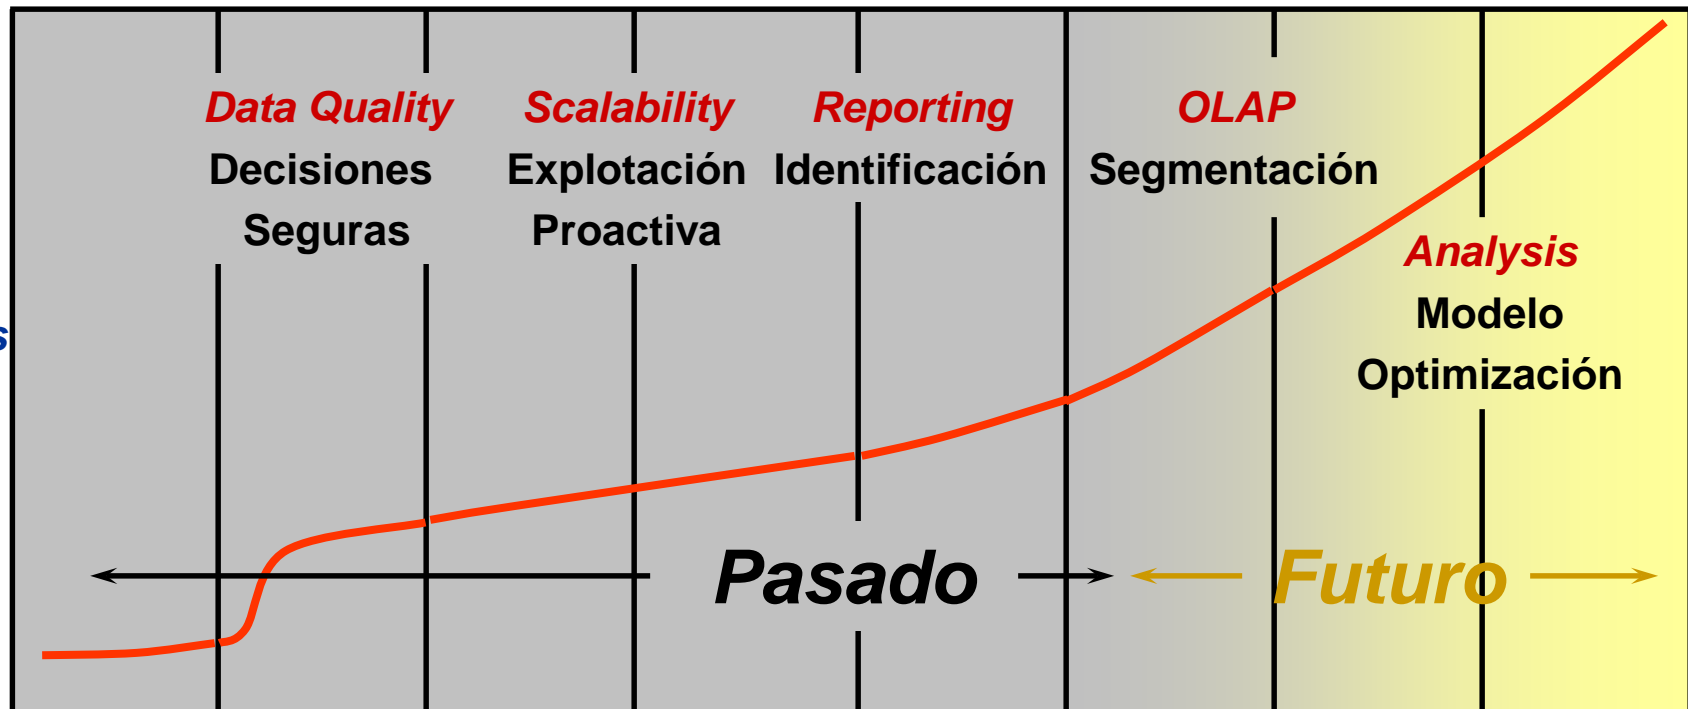 Data Quality
Decisiones
Seguras
Scalability
Explotación
Proactiva
Reporting
Identificación
OLAP
Segmentación
Analysis
Modelo
Optimización
Pasado
Futuro